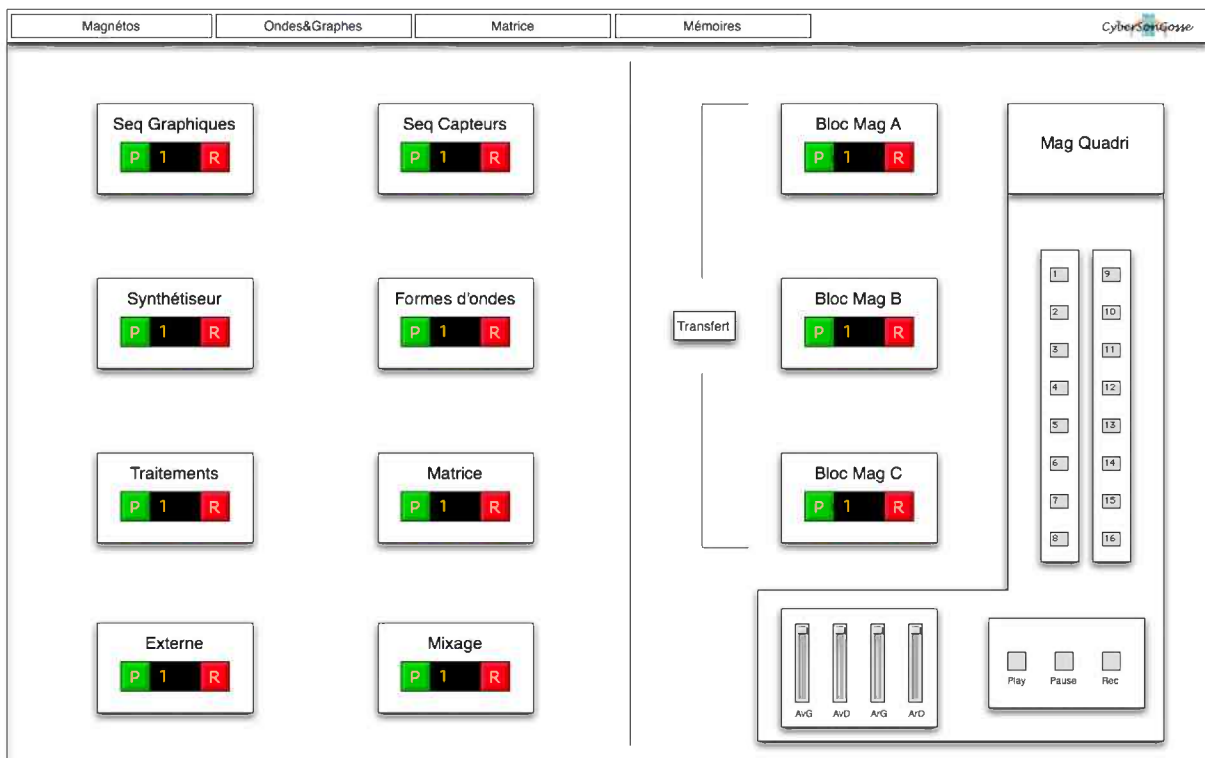 Magnétos
Ondes&Graphes
Matrice
Mémoires
CyberSonGosse
Seq Graphiques
P 1 R
Seq Capteurs
P 1 R
Synthétiseur
P 1 R
Formes d'ondes
P 1 R
Traitements
P 1 R
Matrice
P 1 R
Externe
P 1 R
Mixage
P 1 R
Transfert
Bloc Mag A
P 1 R
Bloc Mag B
P 1 R
Bloc Mag C
P 1 R
Mag Quadri
1 9
2 10
3 11
4 12
5 13
6 14
7 15
8 16
AvG AvD ArG ArD
Play Pause Rec